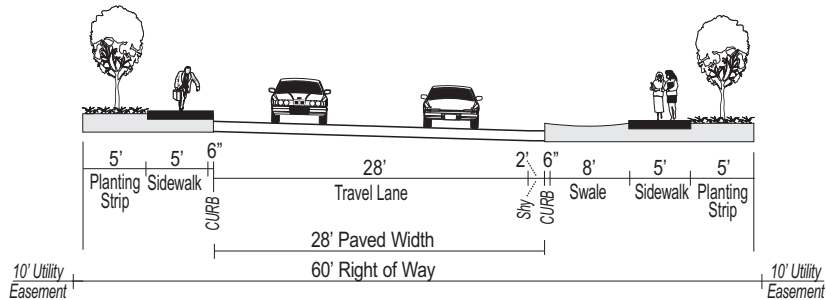 5' 5' 6" 28' 2' 6" 8' 5' 5'
Planting Strip Sidewalk CURB Travel Lane Shy CURB Swale Sidewalk Planting Strip
28' Paved Width
60' Right of Way
10' Utility Easement
10' Utility Easement